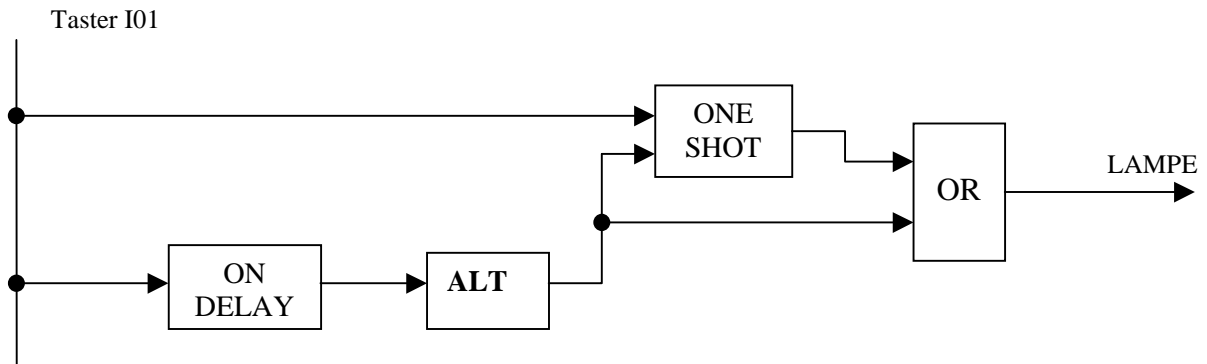 Taster I01
ONE
SHOT
LAMPE
OR
ON
DELAY
ALT